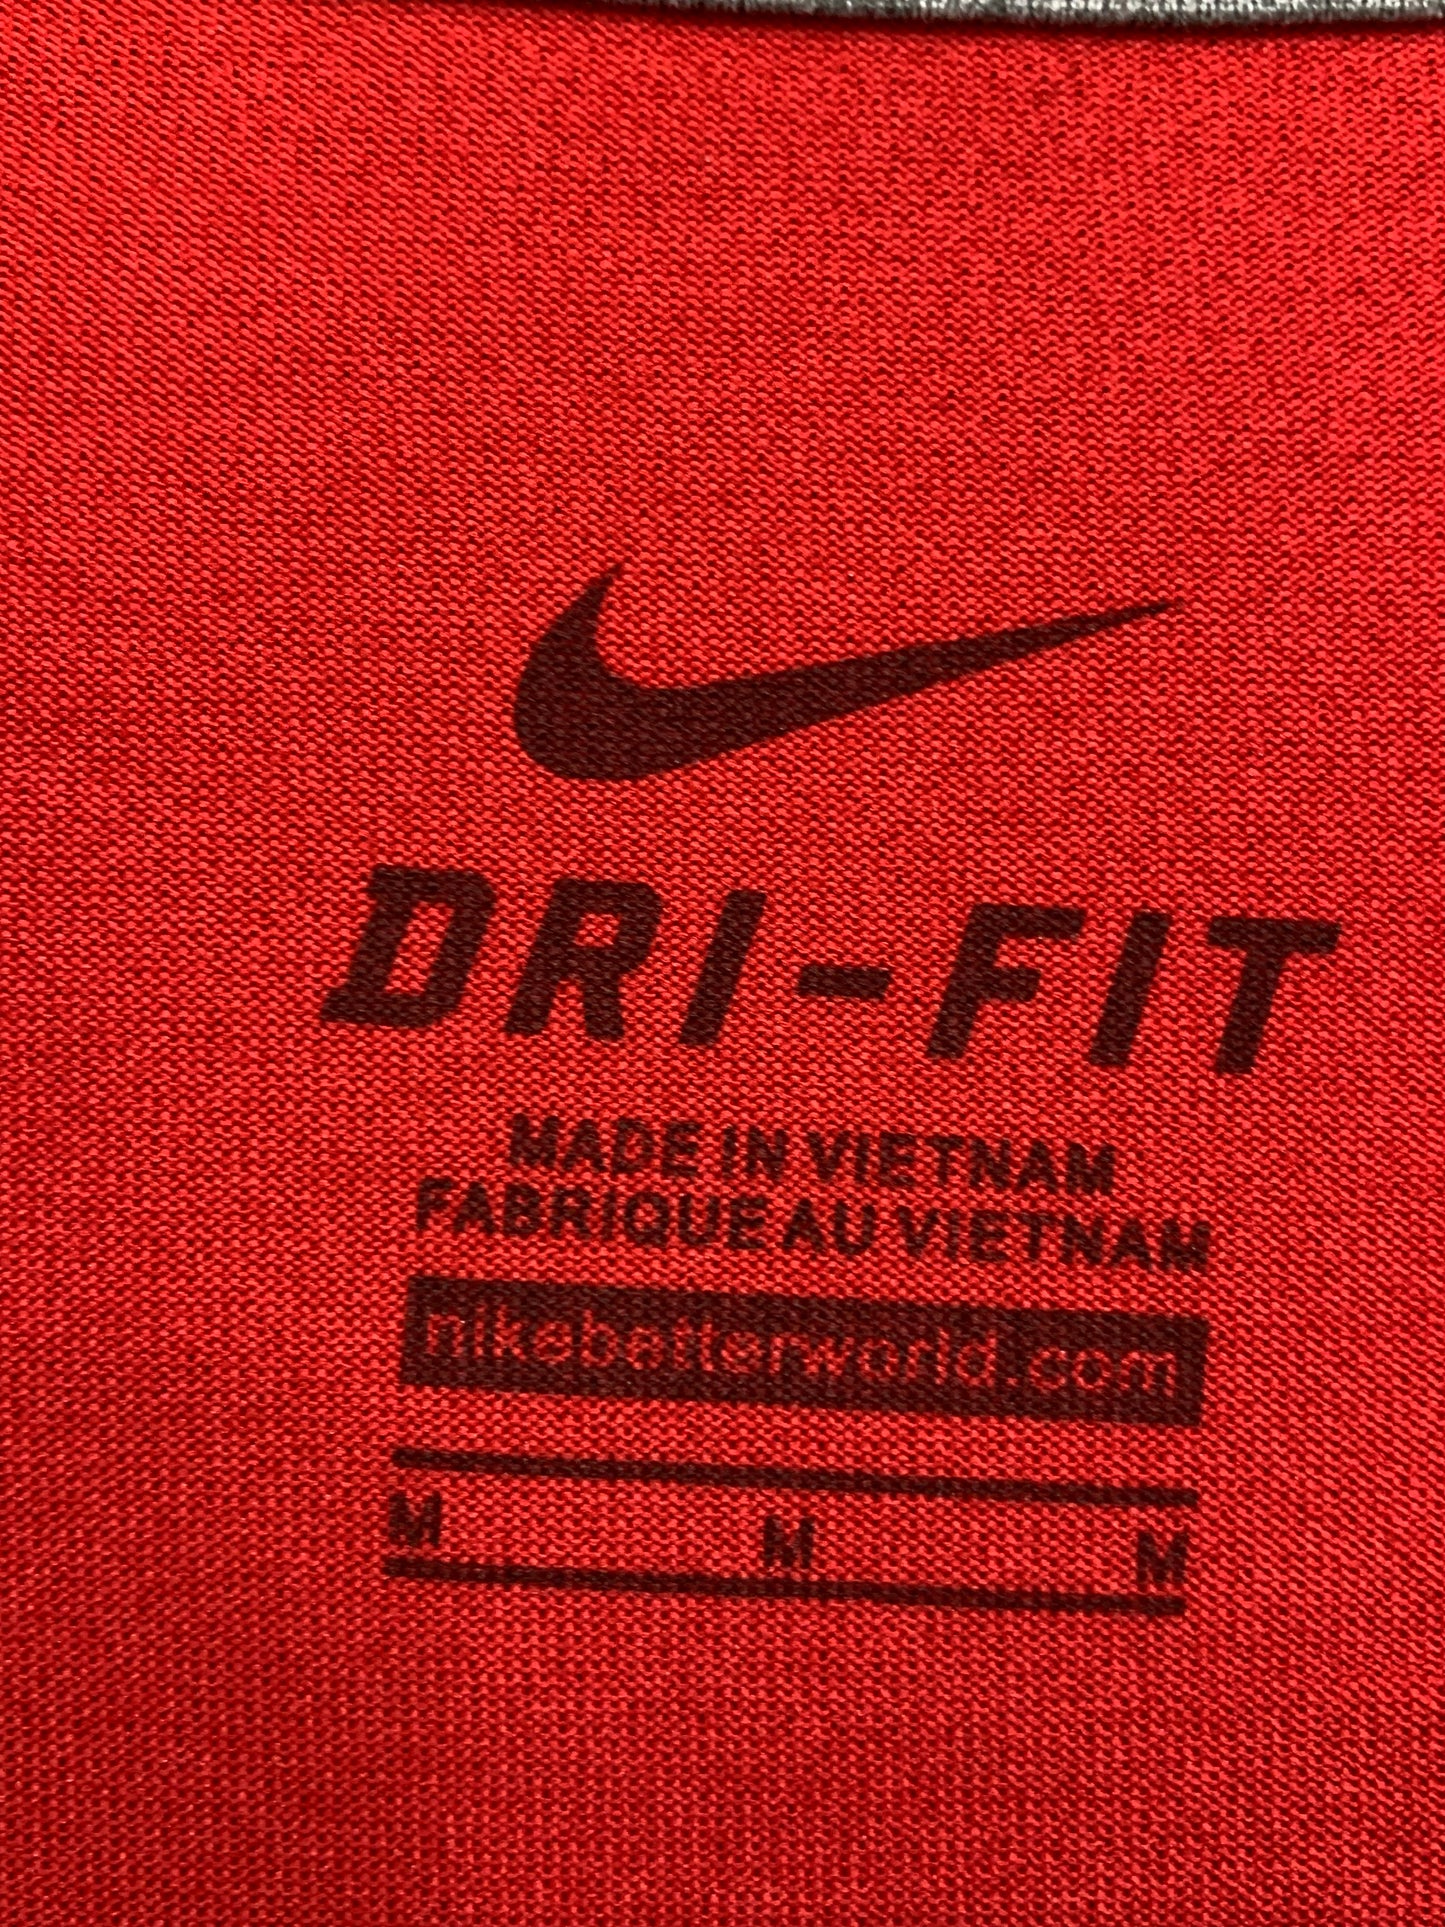 DRI-FIT
MADE IN VIETNAM
FABRIQUE AU VIETNAM
nikebetterworld.com
M M M